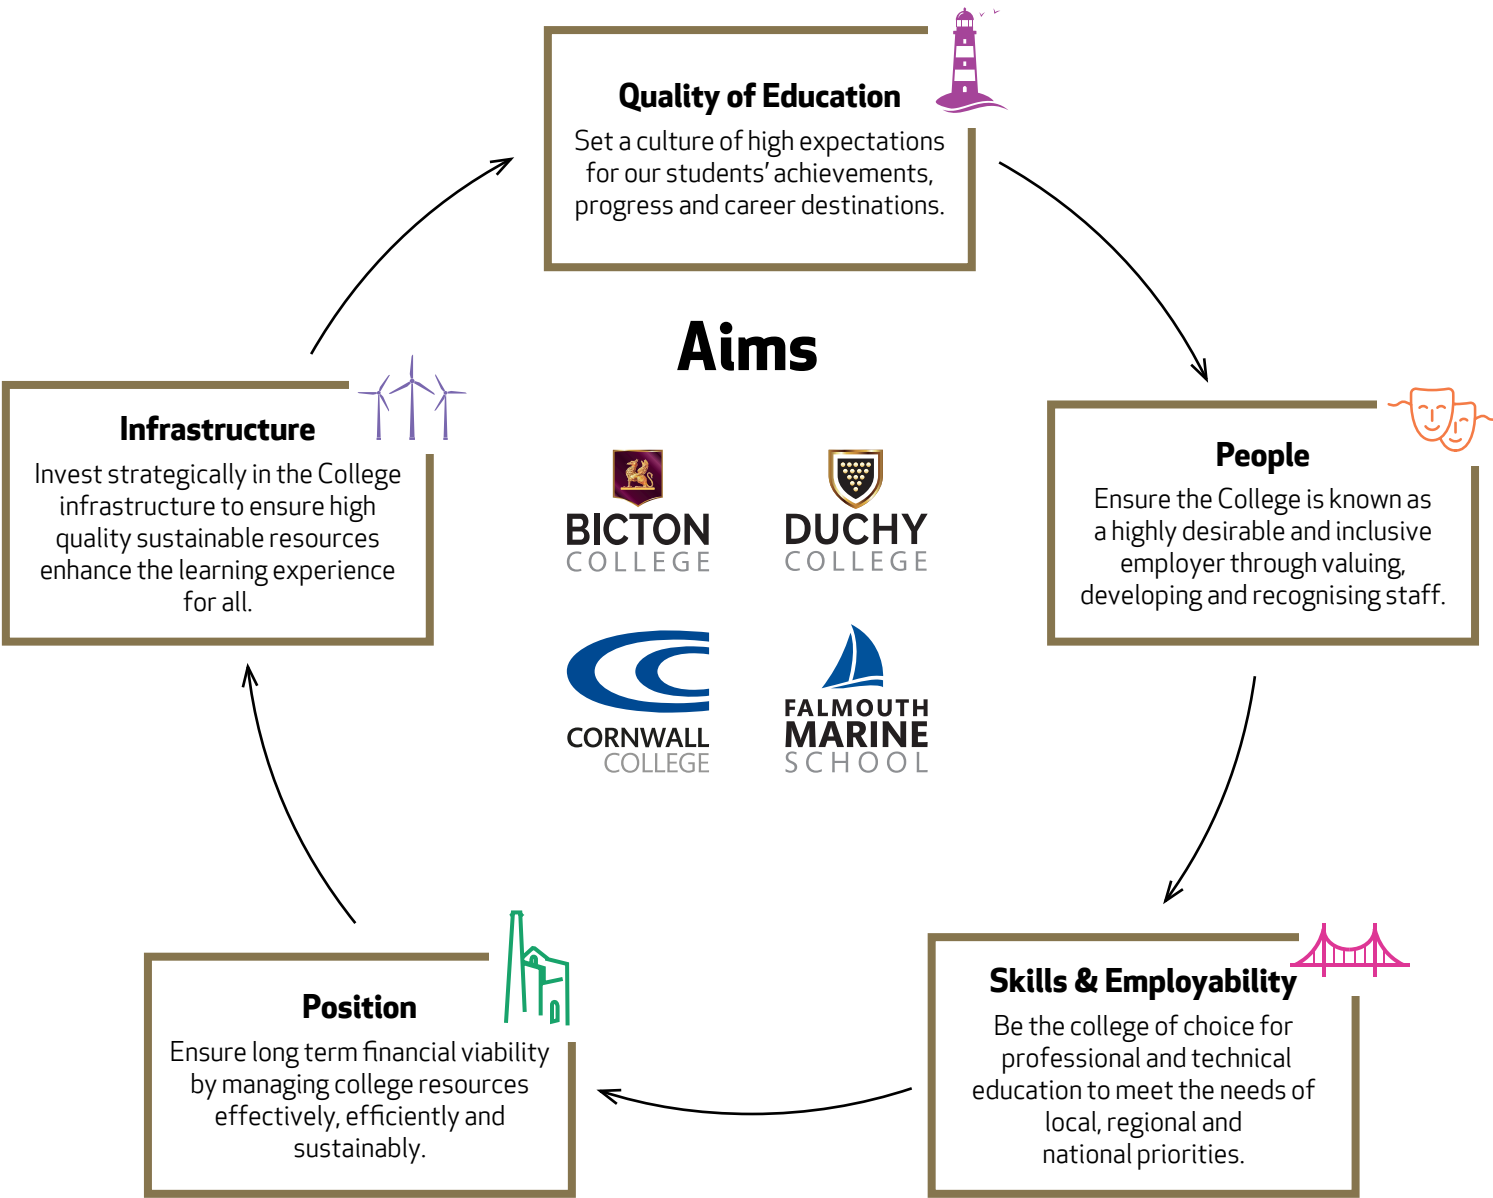 Quality of Education
Set a culture of high expectations
for our students' achievements,
progress and career destinations.
Aims
Infrastructure
Invest strategically in the College
infrastructure to ensure high
quality sustainable resources
enhance the learning experience
for all.
People
Ensure the College is known as
a highly desirable and inclusive
employer through valuing,
developing and recognising staff.
BICTON
COLLEGE
DUCHY
COLLEGE
CORNWALL
COLLEGE
FALMOUTH
MARINE
SCHOOL
Position
Ensure long term financial viability
by managing college resources
effectively, efficiently and
sustainably.
Skills & Employability
Be the college of choice for
professional and technical
education to meet the needs of
local, regional and
national priorities.